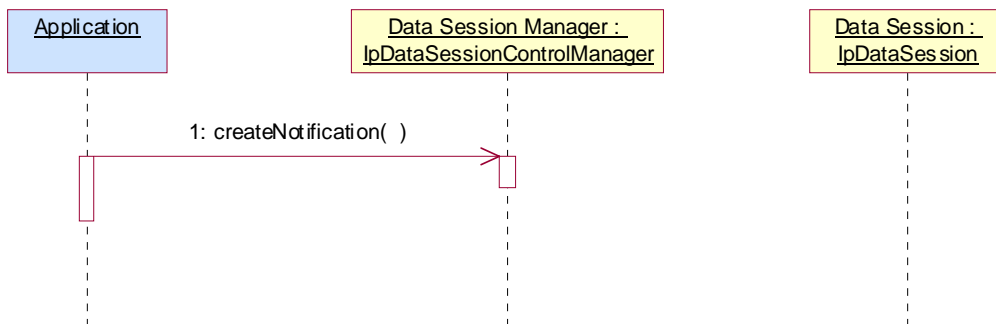 Application
Data Session Manager :
IpDataSessionControlManager
Data Session :
IpDataSession
1: createNotification( )